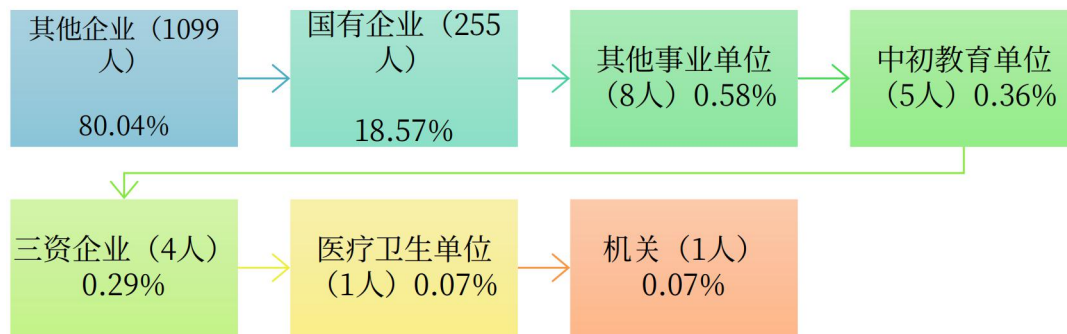 其他企业（1099
人）
80.04%
国有企业（255
人）
18.57%
其他事业单位
（8人）0.58%
中初教育单位
（5人）0.36%
三资企业（4人）
0.29%
医疗卫生单位
（1人）0.07%
机关（1人）
0.07%